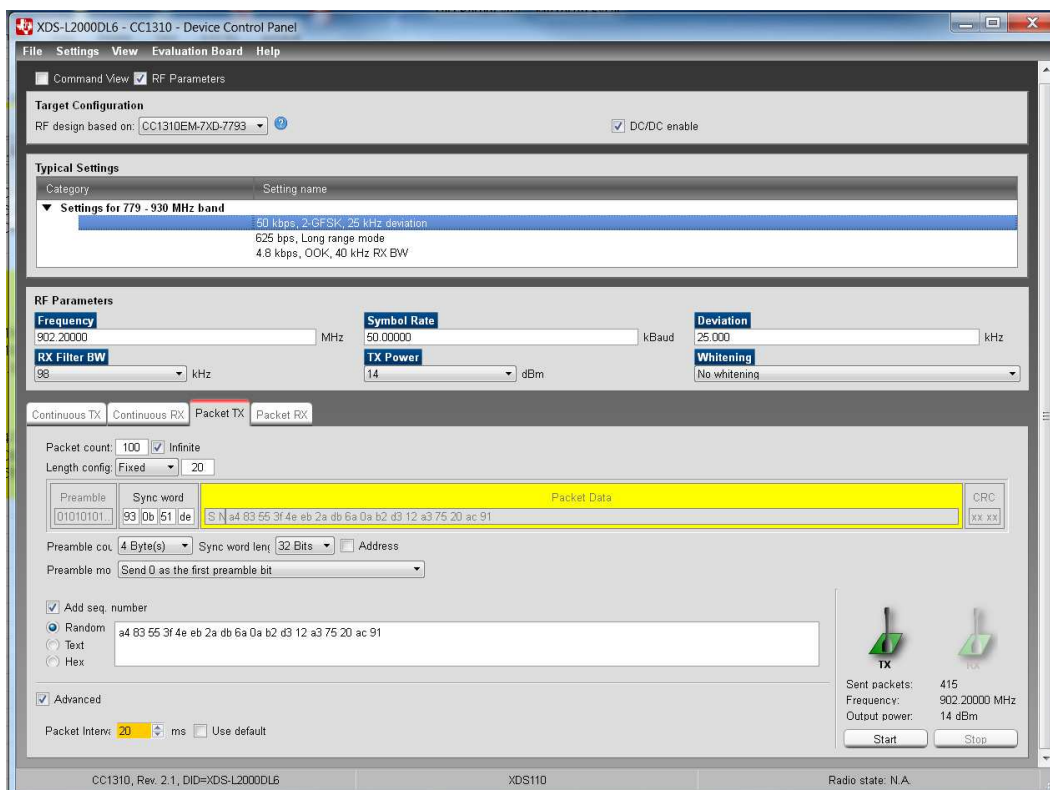 XDS-L2000DL6 - CC1310 - Device Control Panel
File Settings View Evaluation Board Help
Command View RF Parameters
Target Configuration
RF design based on: CC1310EM-7XD-7793 DC/DC enable
Typical Settings
Category Setting name
Settings for 779 - 930 MHz band
50 kbps, 2-GFSK, 25 kHz deviation
625 bps, Long range mode
4.8 kbps, OOK, 40 kHz RX BW
RF Parameters
Frequency Symbol Rate Deviation
902.20000 MHz 50.00000 kBaud 25.000 kHz
RX Filter BW TX Power Whitening
98 kHz 14 dBm No whitening
Continuous TX Continuous RX Packet TX Packet RX
Packet count: 100 Infinite
Length config: Fixed 20
Preamble Sync word Packet Data CRC
01010101... 93 0b 51 de S N a4 83 55 3f 4e eb 2a db 6a 0a b2 d3 12 a3 75 20 ac 91 xx xx
Preamble cou 4 Byte(s) Sync word leng 32 Bits Address
Preamble mo Send 0 as the first preamble bit
Add seq. number
Random a4 83 55 3f 4e eb 2a db 6a 0a b2 d3 12 a3 75 20 ac 91
Text
Hex
TX RX
Sent packets: 415
Advanced
Frequency: 902.20000 MHz
Output power: 14 dBm
Packet Interva 20 ms Use default
Start Stop
CC1310, Rev. 2.1, DID=XDS-L2000DL6 XDS110 Radio state: N.A.